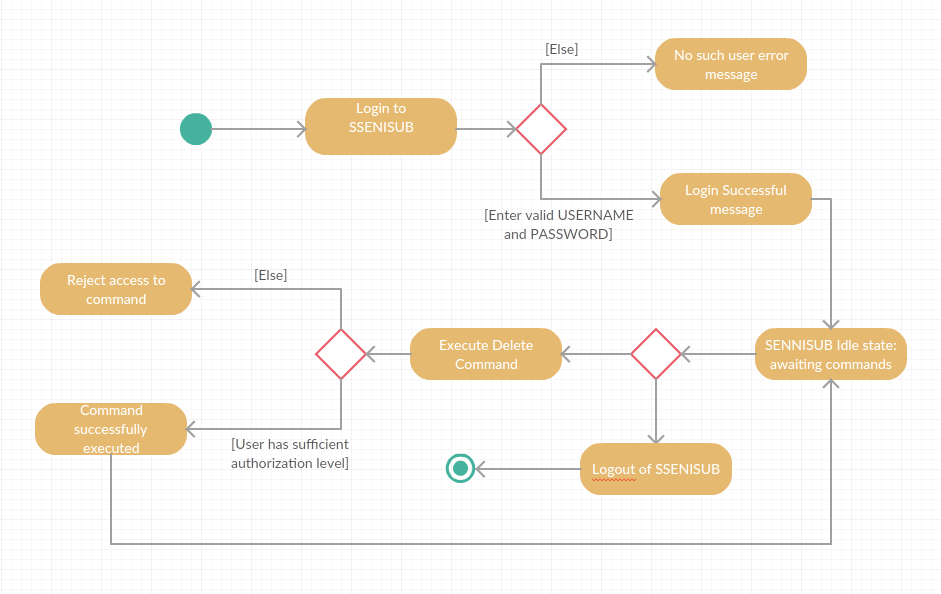 [Else]
No such user error
message
Login to
SSENISUB
Login Successful
message
[Enter valid USERNAME
and PASSWORD]
[Else]
Reject access to
command
Execute Delete
Command
SENNISUB Idle state:
awaiting commands
Command
successfully
executed
[User has sufficient
authorization level]
Logout of SSENISUB